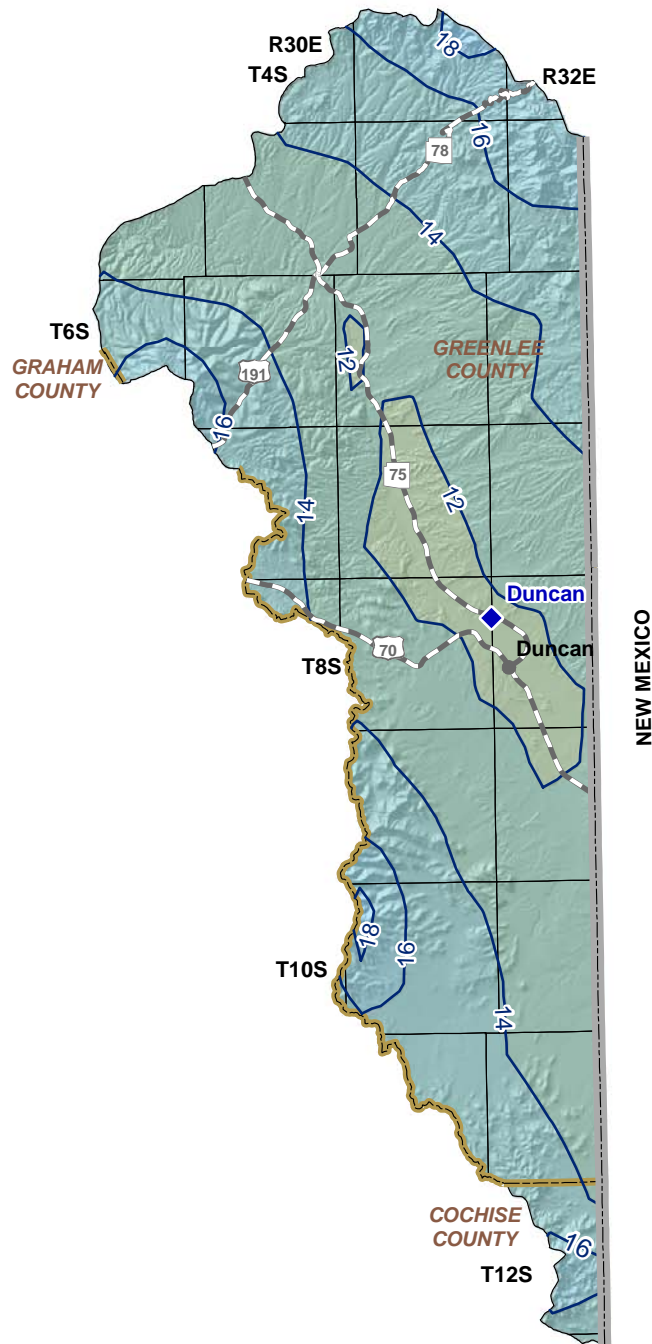 18
R30E
T4S
R32E
16
78
14
T6S
GRAHAM
COUNTY
12
GREENLEE
COUNTY
191
16
75
12
14
Duncan
Duncan
70
T8S
NEW MEXICO
18
16
T10S
14
COCHISE
COUNTY
16
T12S